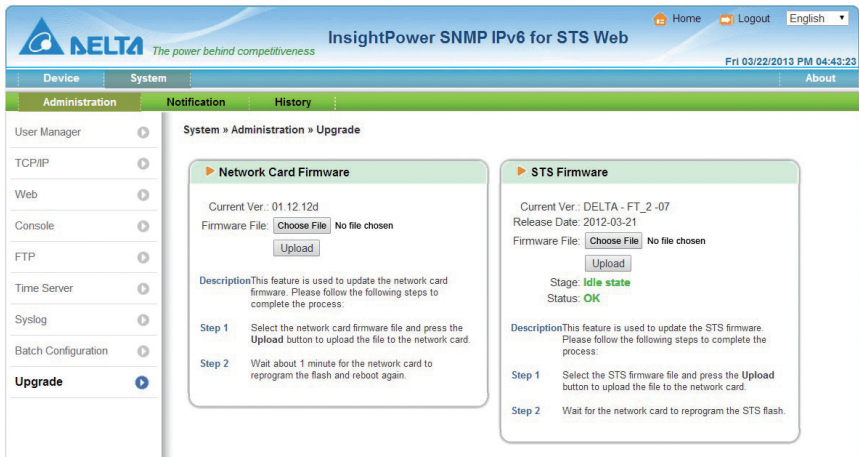 Home Logout English
DELTA The power behind competitiveness
InsightPower SNMP IPv6 for STS Web
Fri 03/22/2013 PM 04:43:23
Device System About
Administration Notification History
User Manager
TCP/IP
Web
Console
FTP
Time Server
Syslog
Batch Configuration
Upgrade
System » Administration » Upgrade
Network Card Firmware
Current Ver.: 01.12.12d
Firmware File: Choose File No file chosen
Upload
Description This feature is used to update the network card
firmware. Please follow the following steps to
complete the process:
Step 1 Select the network card firmware file and press the
Upload button to upload the file to the network card.
Step 2 Wait about 1 minute for the network card to
reprogram the flash and reboot again.
STS Firmware
Current Ver.: DELTA - FT_2 -07
Release Date: 2012-03-21
Firmware File: Choose File No file chosen
Upload
Stage: Idle state
Status: OK
Description This feature is used to update the STS firmware.
Please follow the following steps to complete the
process:
Step 1 Select the STS firmware file and press the Upload
button to upload the file to the network card.
Step 2 Wait for the network card to reprogram the STS flash.